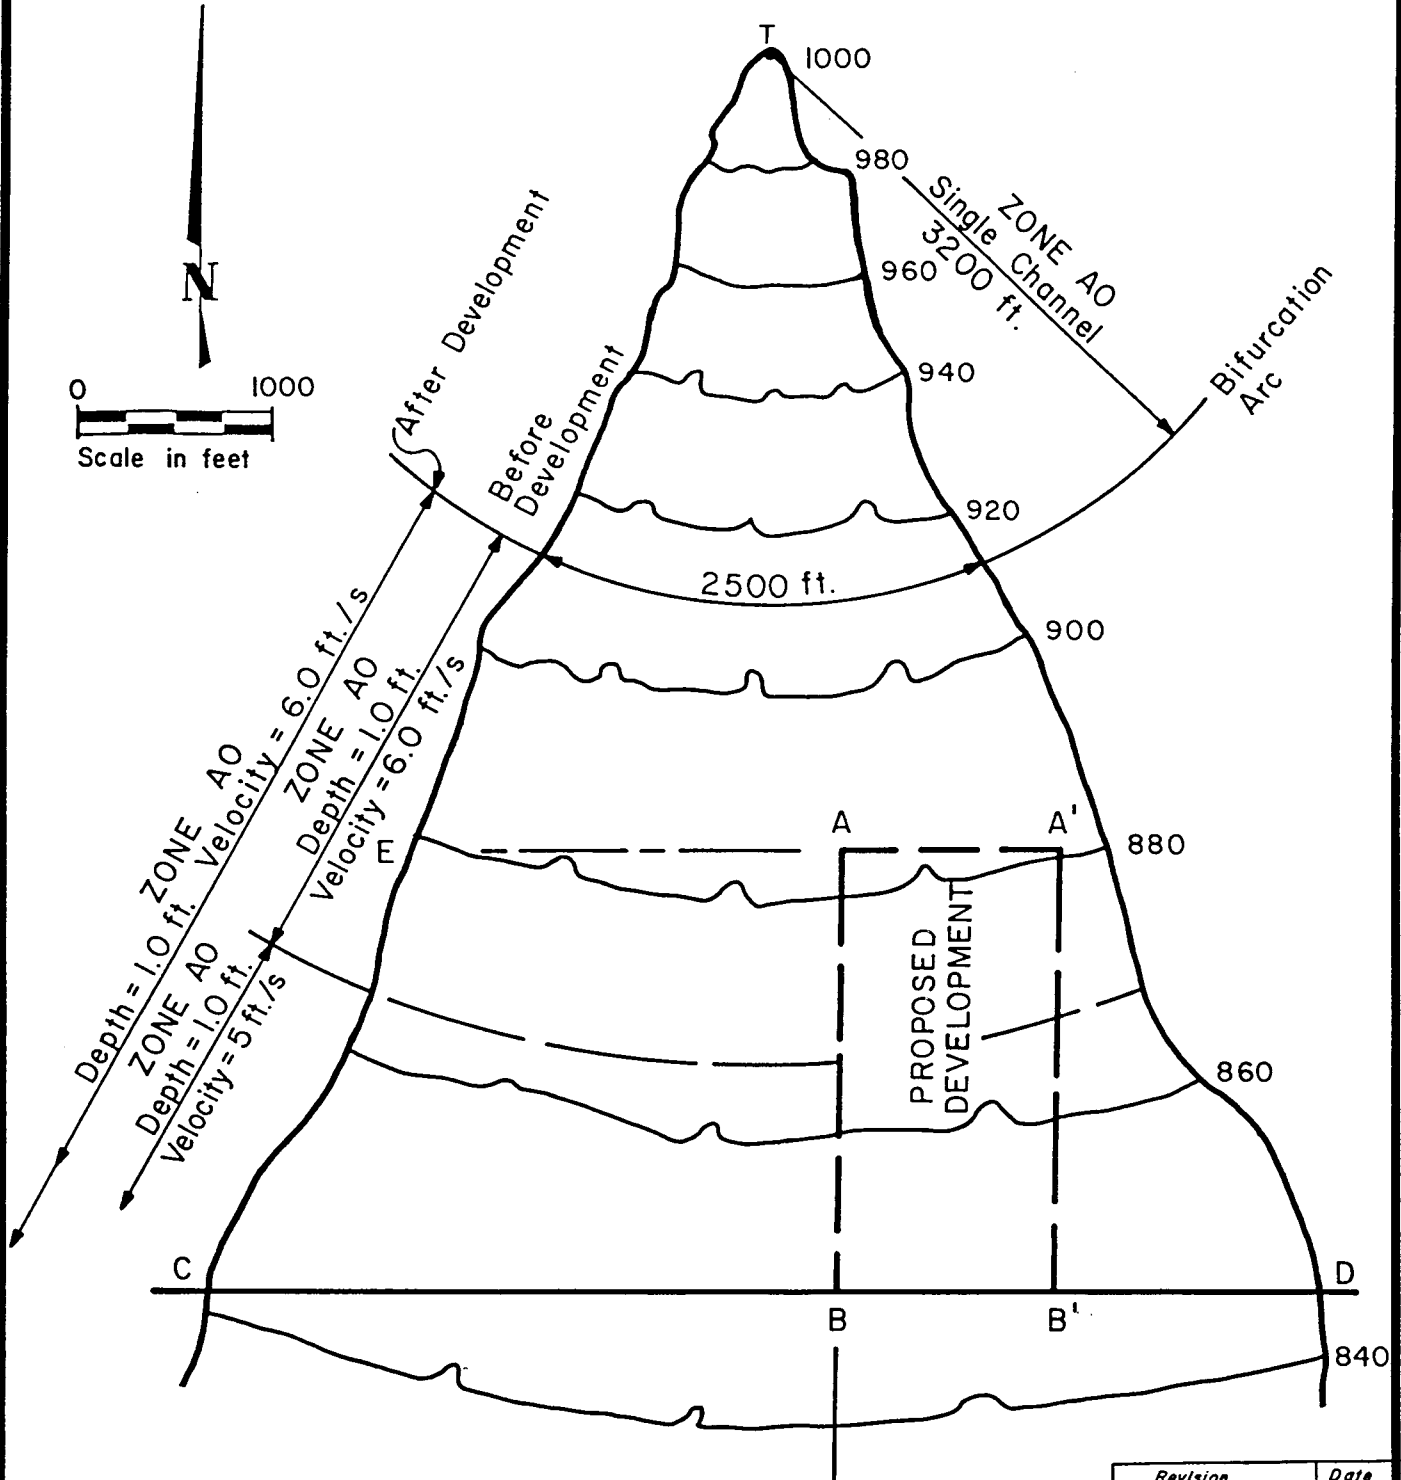 T
1000
980
ZONE AO
Single Channel
3200 ft.
960
N
After Development
Before
Development
Bifurcation
Arc
0 1000
Scale in feet
940
920
2500 ft.
900
ZONE AO
Depth = 1.0 ft. Velocity = 6.0 ft./s
ZONE AO
Depth = 1.0 ft.
Velocity = 6.0 ft./s
E
A
A'
880
PROPOSED
DEVELOPMENT
ZONE AO
Depth = 1.0 ft.
Velocity = 5 ft./s
860
C
D
B
B'
840
Revision
Date